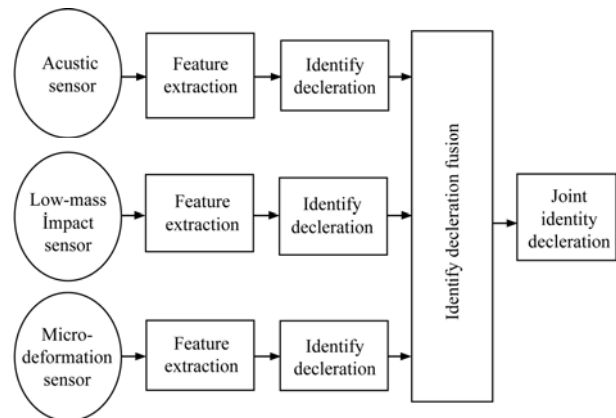 Acustic
sensor
Feature
extraction
Identify
decleration
Low-mass
İmpact
sensor
Feature
extraction
Identify
decleration
Micro-
deformation
sensor
Feature
extraction
Identify
decleration
Identify decleration fusion
Joint
identity
decleration